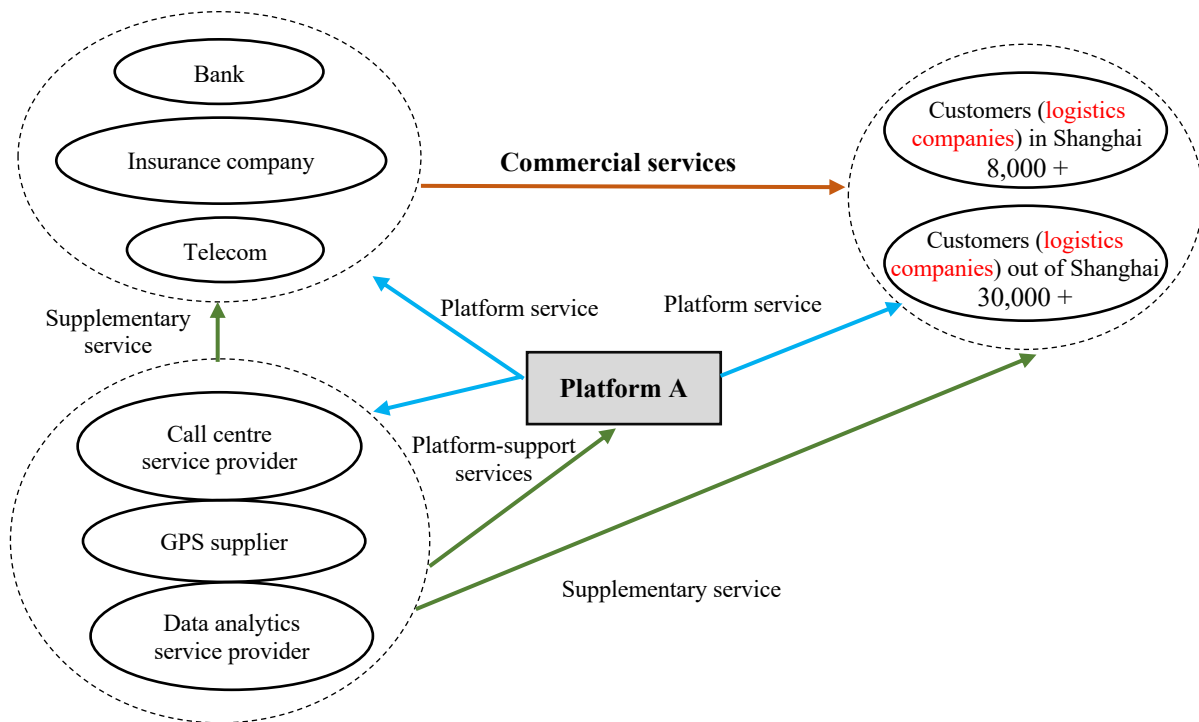 Bank
Insurance company
Telecom
Commercial services
Customers (logistics
companies) in Shanghai
8,000 +
Customers (logistics
companies) out of Shanghai
30,000 +
Supplementary
service
Platform service
Platform service
Platform A
Call centre
service provider
GPS supplier
Data analytics
service provider
Platform-support
services
Supplementary service